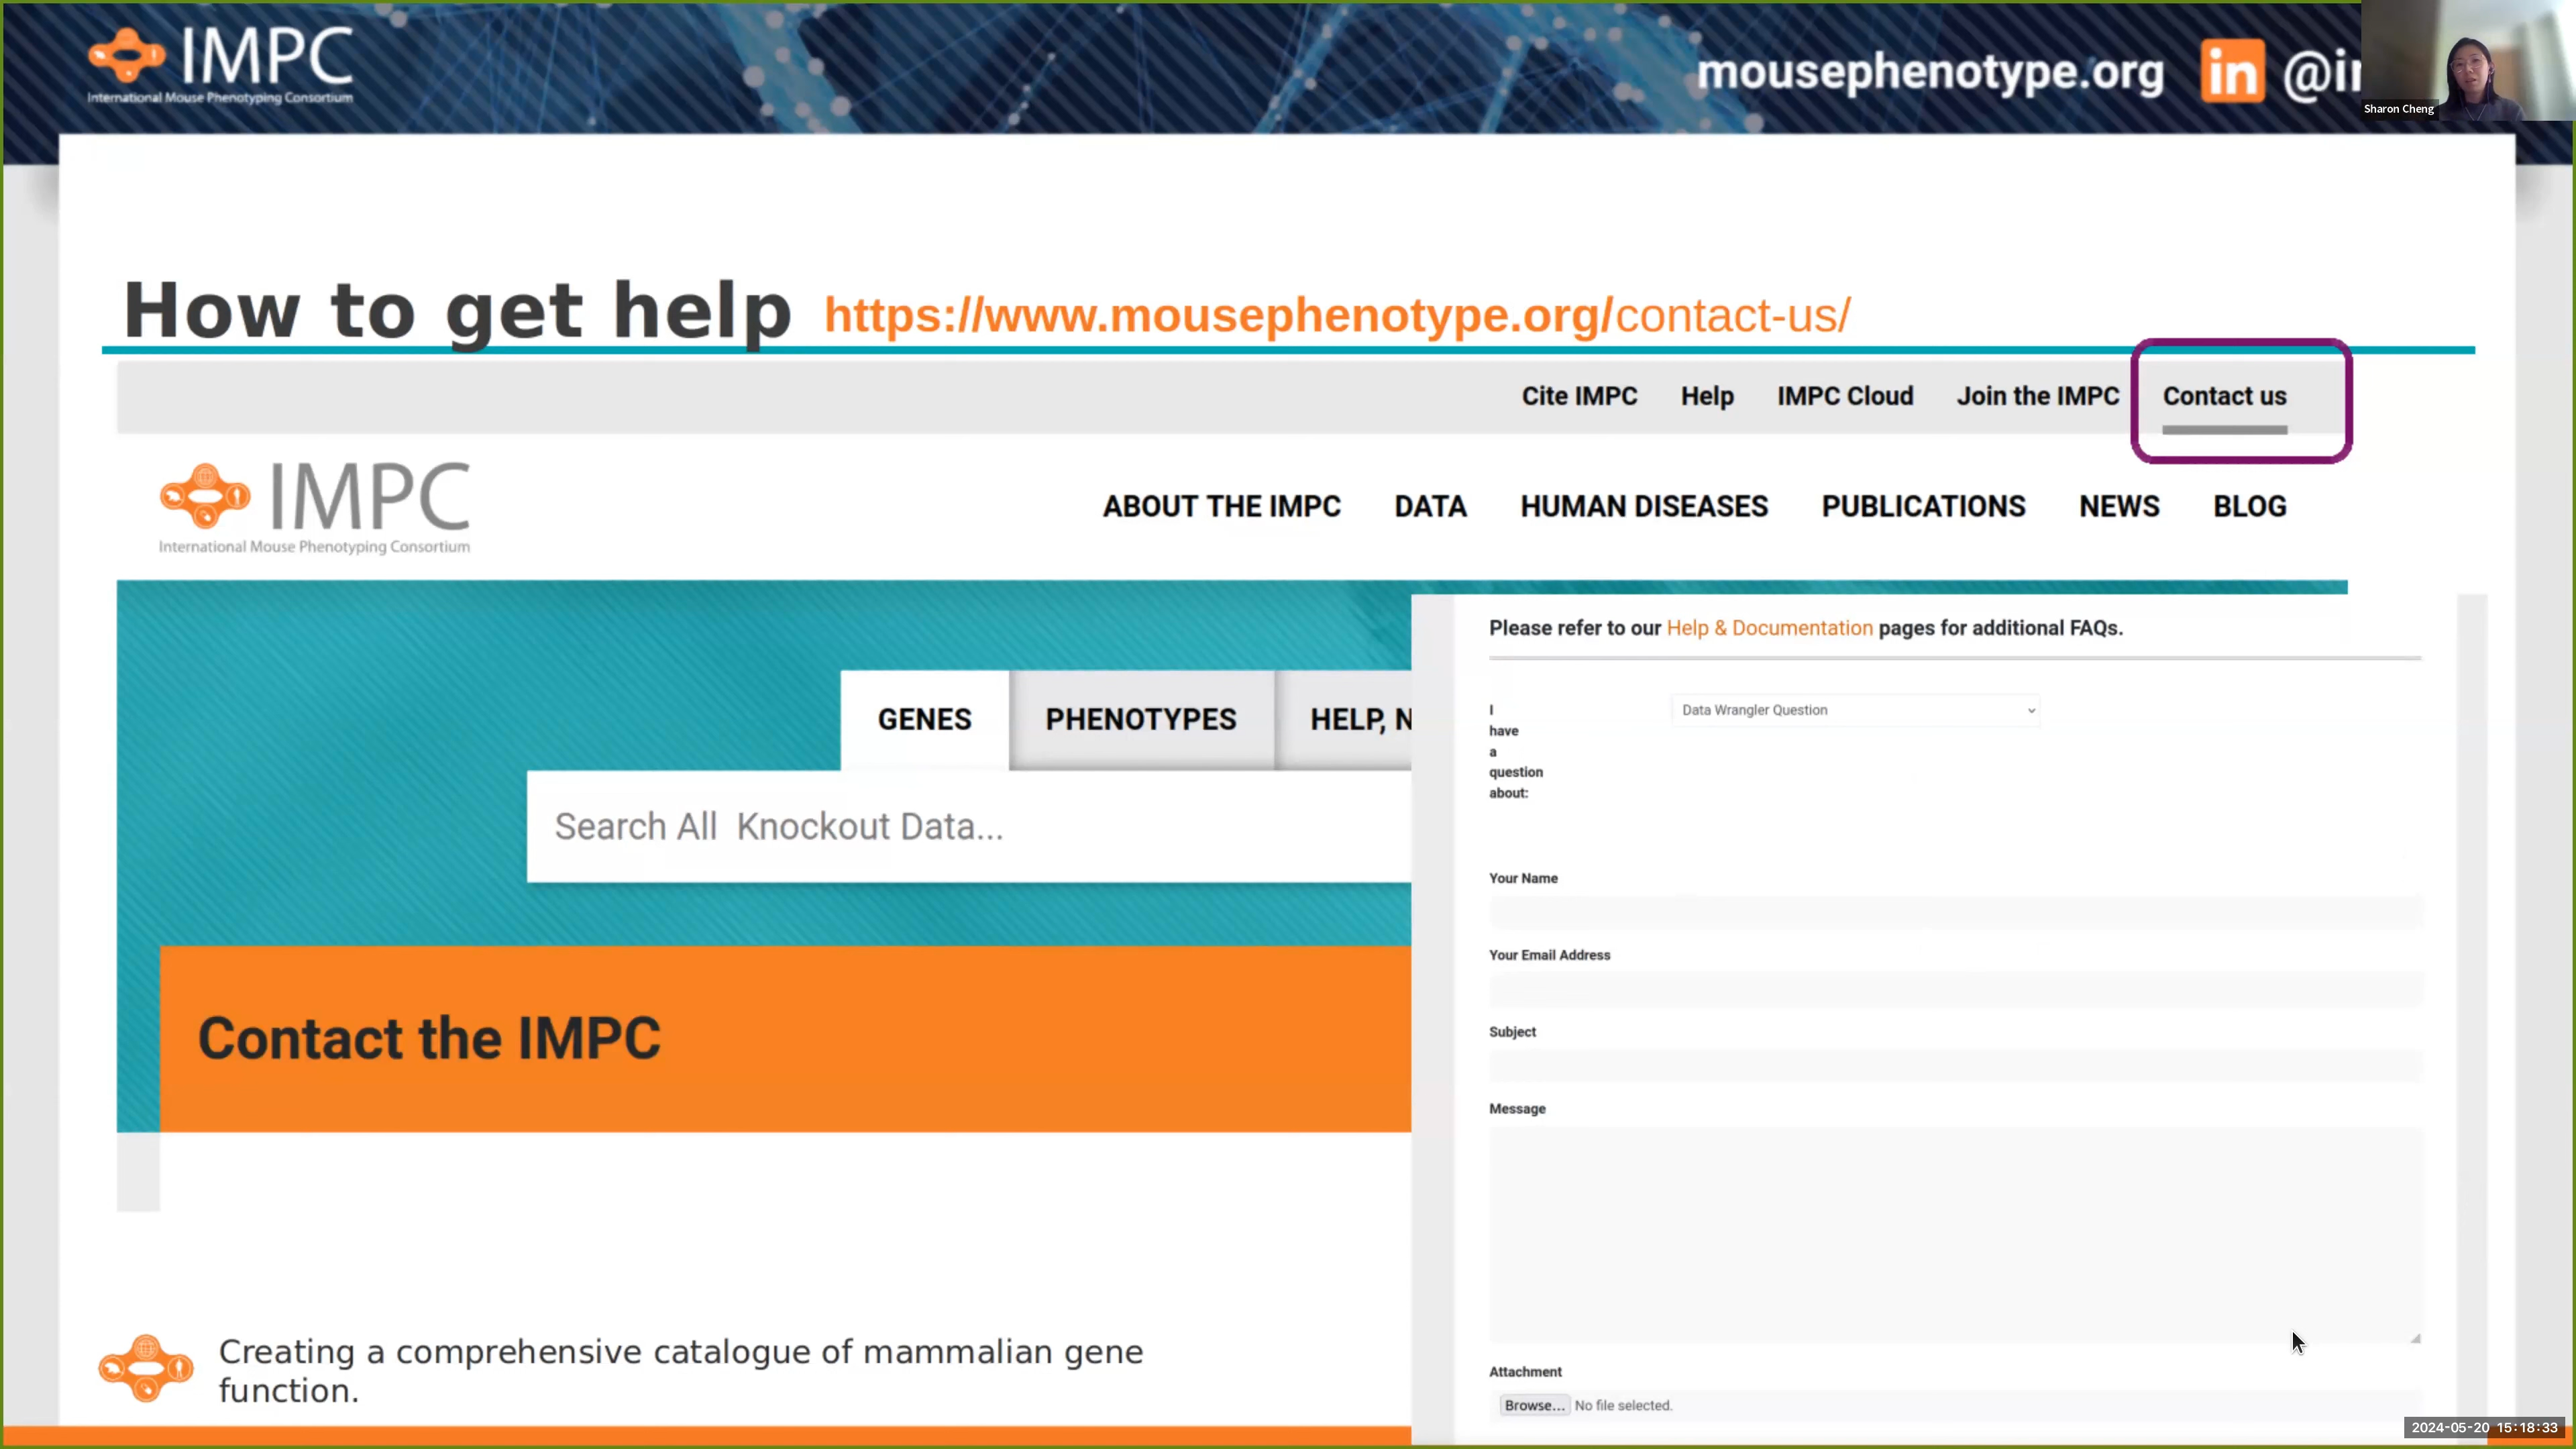 IMPC
International Mouse Phenotyping Consortium
mousephenotype.org in @i
Sharon Cheng
How to get help https://www.mousephenotype.org/contact-us/
Cite IMPC Help IMPC Cloud Join the IMPC Contact us
IMPC
International Mouse Phenotyping Consortium
ABOUT THE IMPC DATA HUMAN DISEASES PUBLICATIONS NEWS BLOG
GENES PHENOTYPES HELP, N
Search All Knockout Data...
Contact the IMPC
Please refer to our Help & Documentation pages for additional FAQs.
I
have
a
question
about:
Data Wrangler Question
Your Name
Your Email Address
Subject
Message
Attachment
Browse... No file selected.
Creating a comprehensive catalogue of mammalian gene
function.
2024-05-20 15:18:33